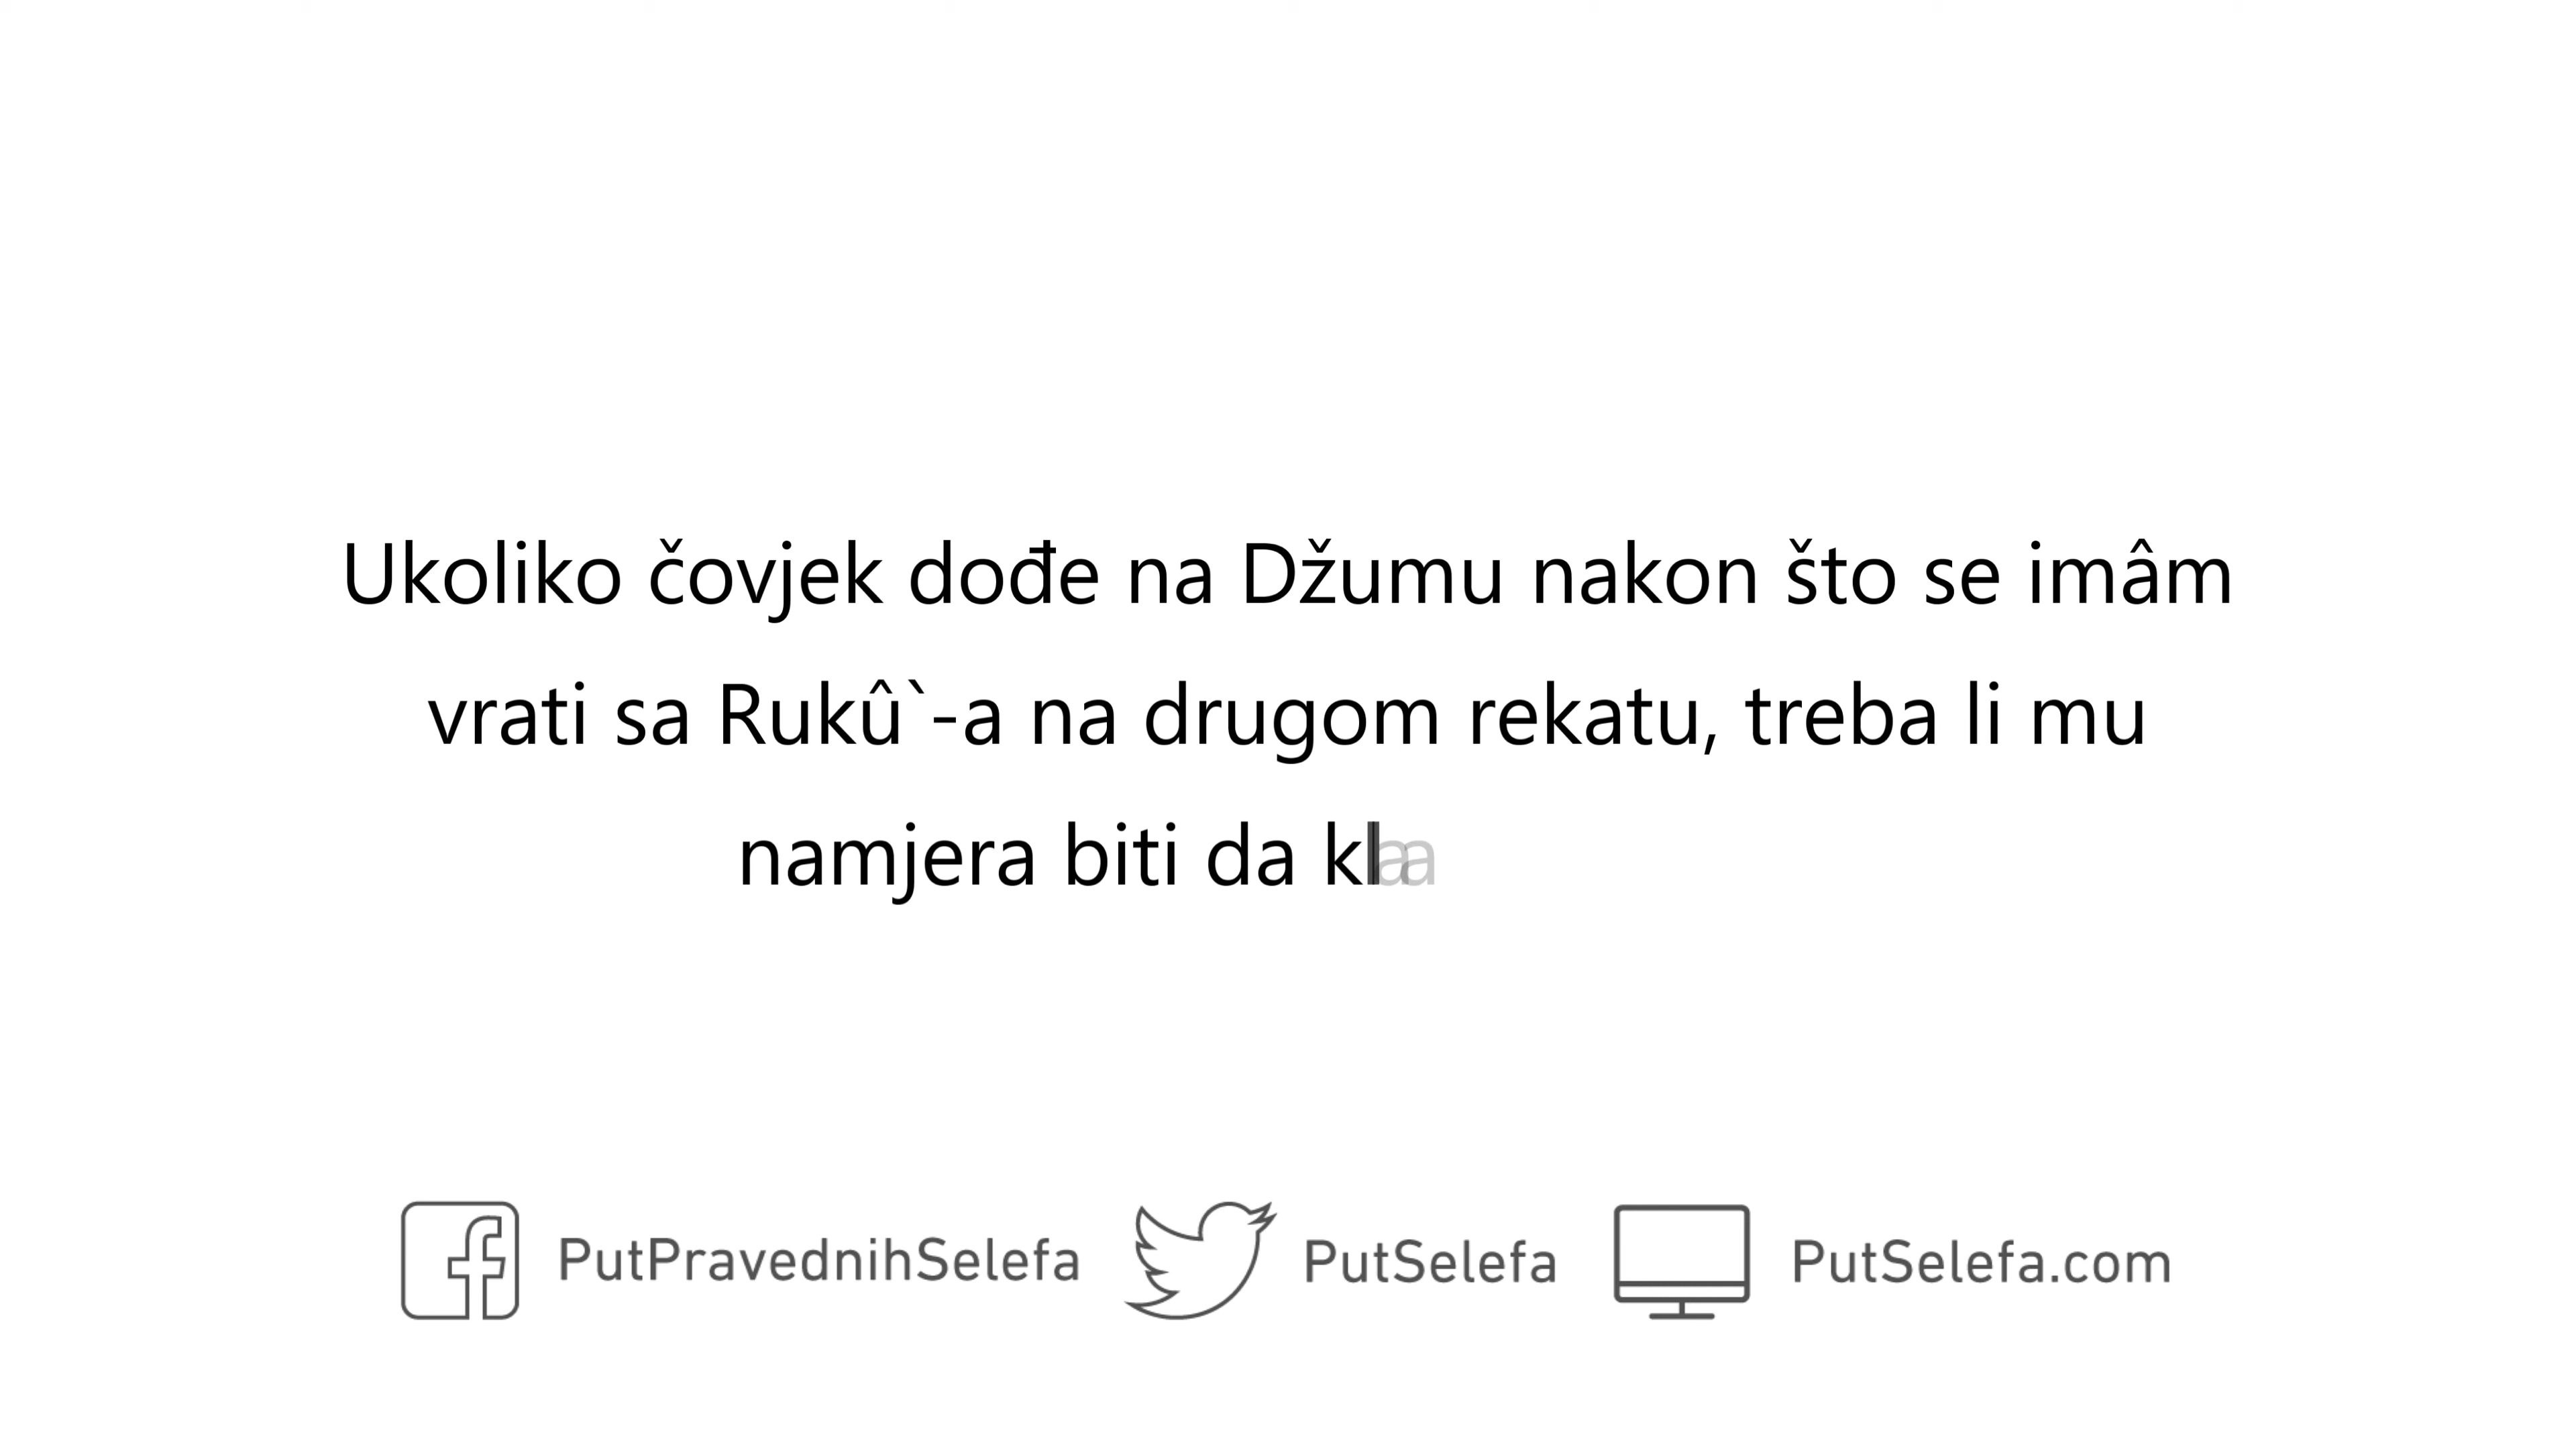 Ukoliko čovjek dođe na Džumu nakon što se imâm
vrati sa Rukû`-a na drugom rekatu, treba li mu
namjera biti da
PutPravednihSelefa PutSelefa PutSelefa.com